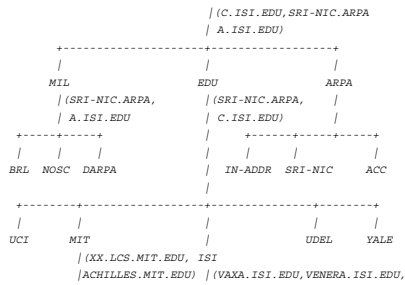 |(C.ISI.EDU,SRI-NIC.ARPA
| A.ISI.EDU)
+---------------------+------------------+
| | |
MIL EDU ARPA
|(SRI-NIC.ARPA, |(SRI-NIC.ARPA, |
| A.ISI.EDU | C.ISI.EDU) |
+-----+-----+ | +------+-----+-----+
| | | | | | |
BRL NOSC DARPA | IN-ADDR SRI-NIC ACC
|
+--------+------------------+---------------+--------+
| | | | |
UCI MIT | UDEL YALE
|(XX.LCS.MIT.EDU, ISI
|ACHILLES.MIT.EDU) |(VAXA.ISI.EDU,VENERA.ISI.EDU,